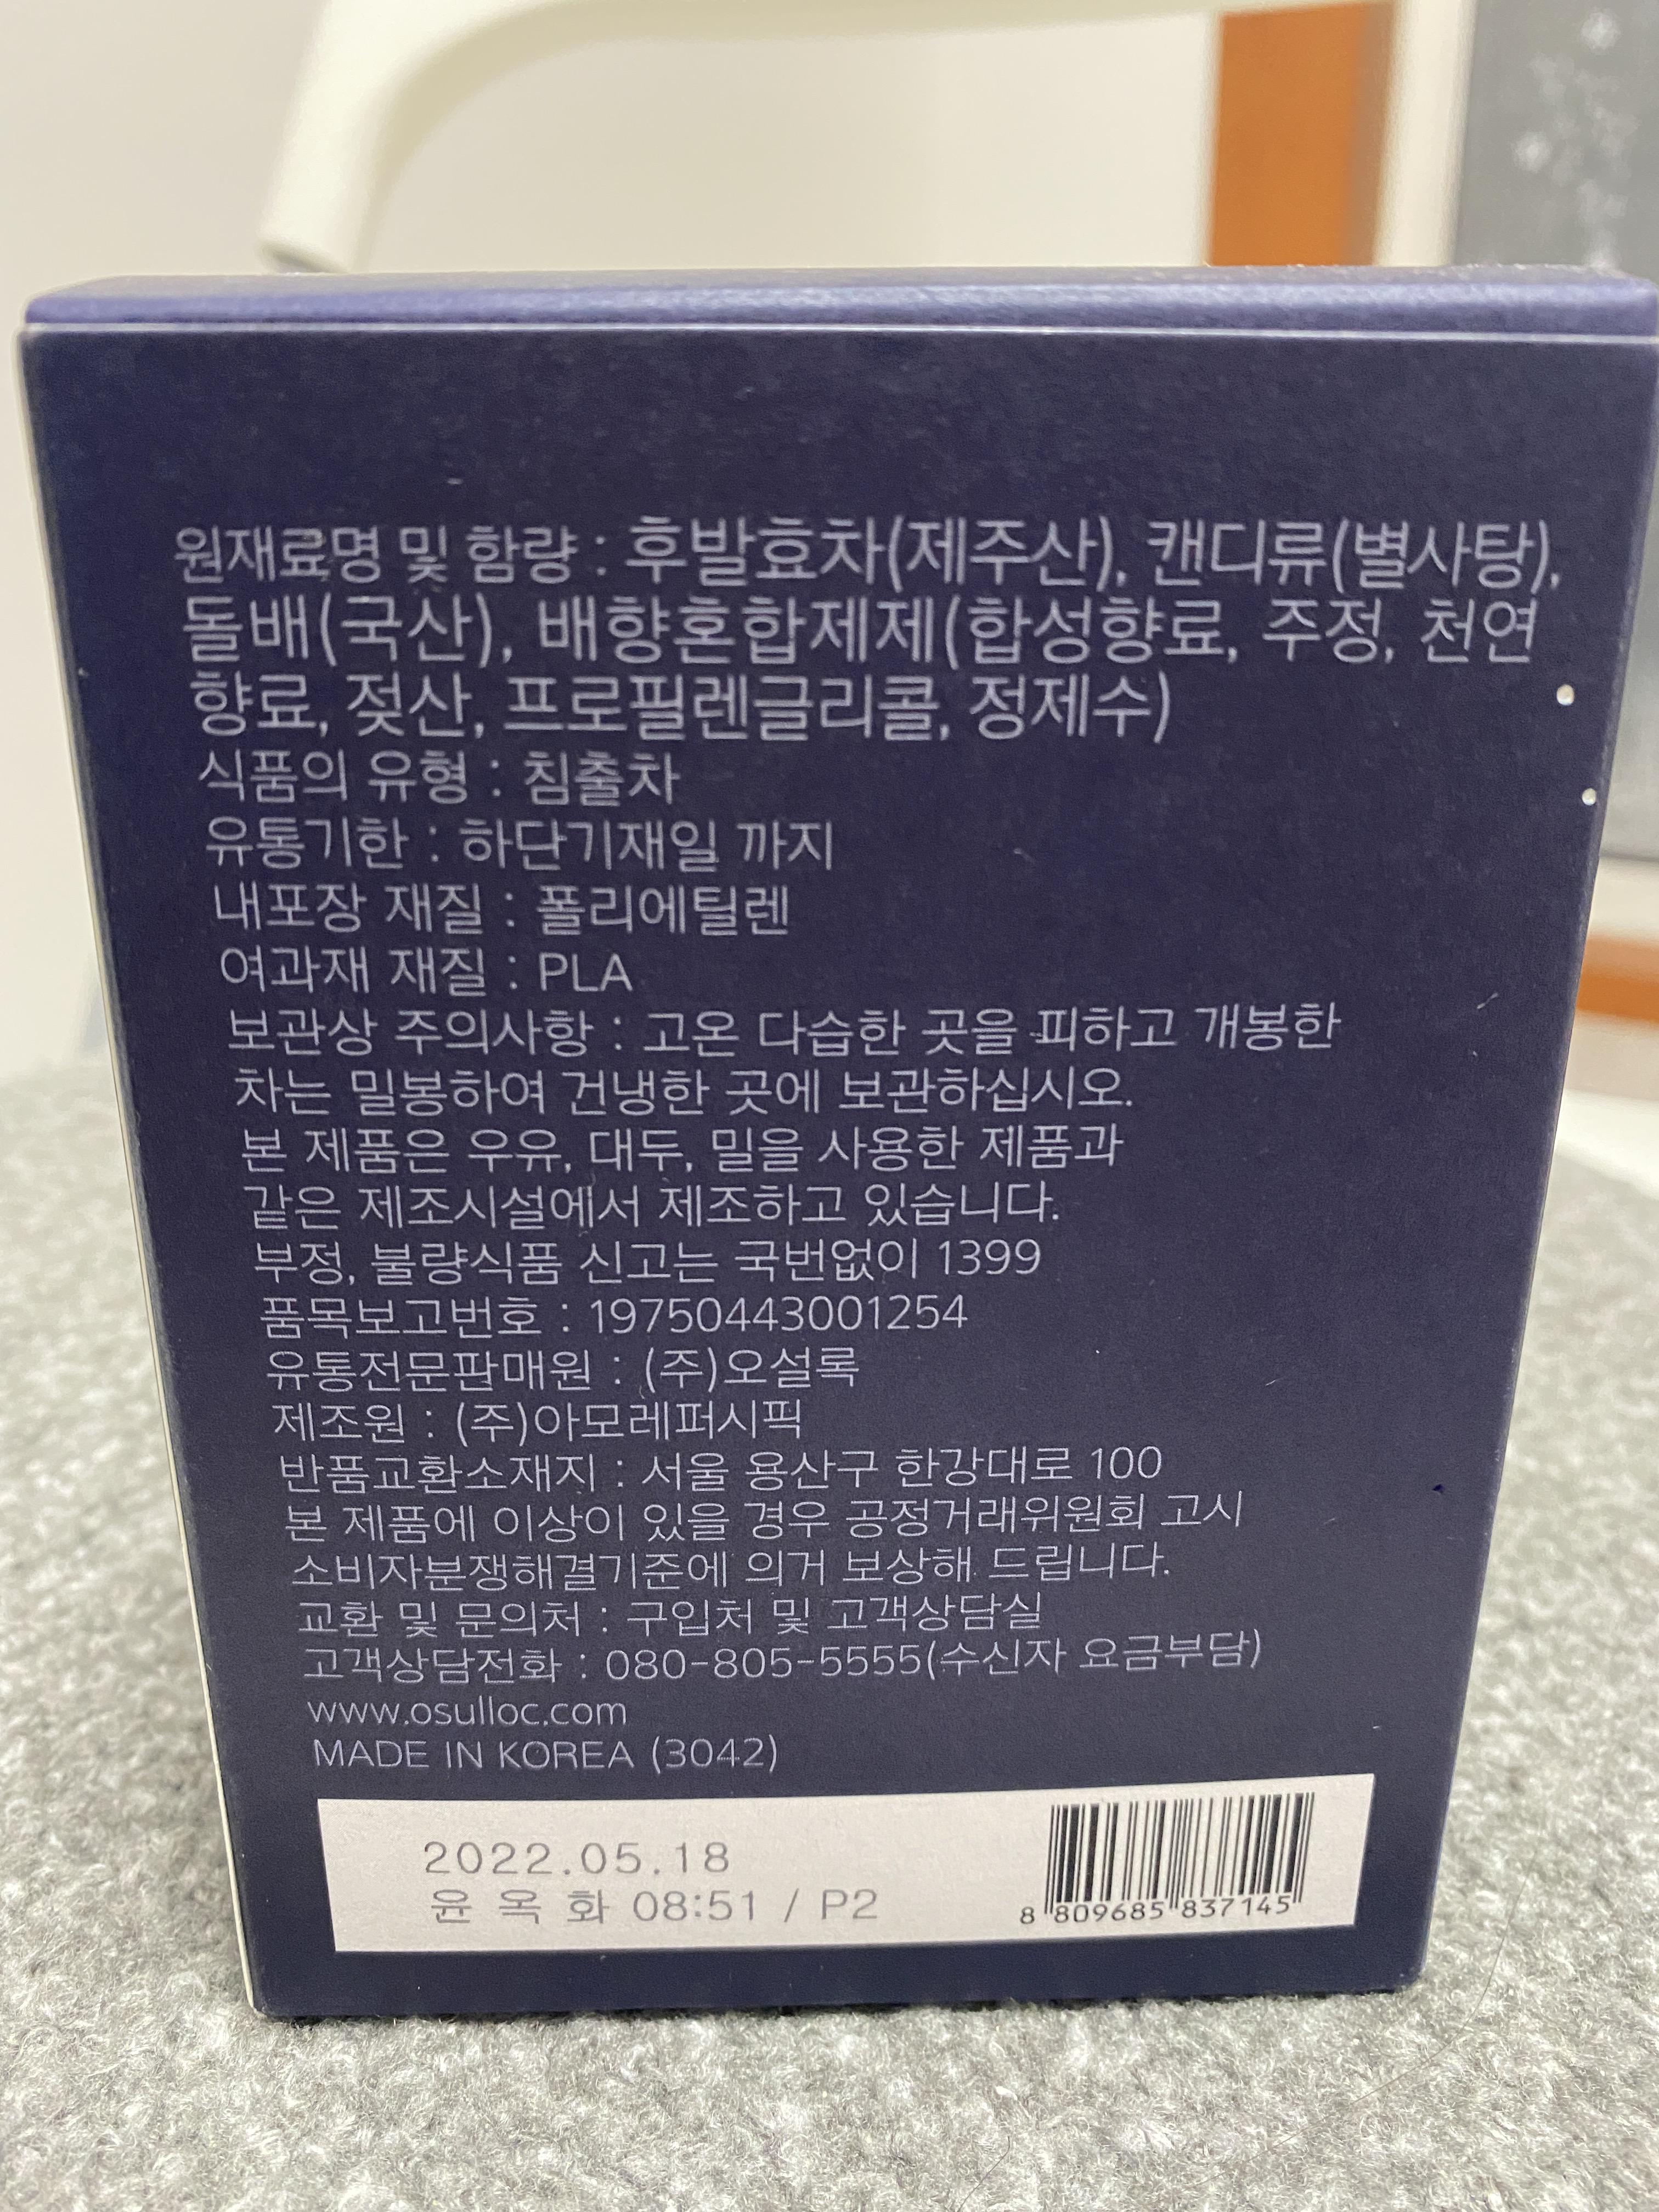 원재료명 및 함량 : 후발효차(제주산), 캔디류(별사탕),
돌배(국산), 배향혼합제제(합성향료, 주정, 천연
향료, 젖산, 프로필렌글리콜, 정제수)
식품의 유형 : 침출차
유통기한 : 하단기재일 까지
내포장 재질 : 폴리에틸렌
여과재 재질 : PLA
보관상 주의사항 : 고온 다습한 곳을 피하고 개봉한
차는 밀봉하여 건냉한 곳에 보관하십시오.
본 제품은 우유, 대두, 밀을 사용한 제품과
같은 제조시설에서 제조하고 있습니다.
부정, 불량식품 신고는 국번없이 1399
품목보고번호 : 19750443001254
유통전문판매원 : (주)오설록
제조원 : (주)아모레퍼시픽
반품교환소재지 : 서울 용산구 한강대로 100
본 제품에 이상이 있을 경우 공정거래위원회 고시
소비자분쟁해결기준에 의거 보상해 드립니다.
교환 및 문의처 : 구입처 및 고객상담실
고객상담전화 : 080-805-5555(수신자 요금부담)
www.osulloc.com
MADE IN KOREA (3042)
2022.05.18
윤 옥 화 08:51 / P2
8 809685 837145